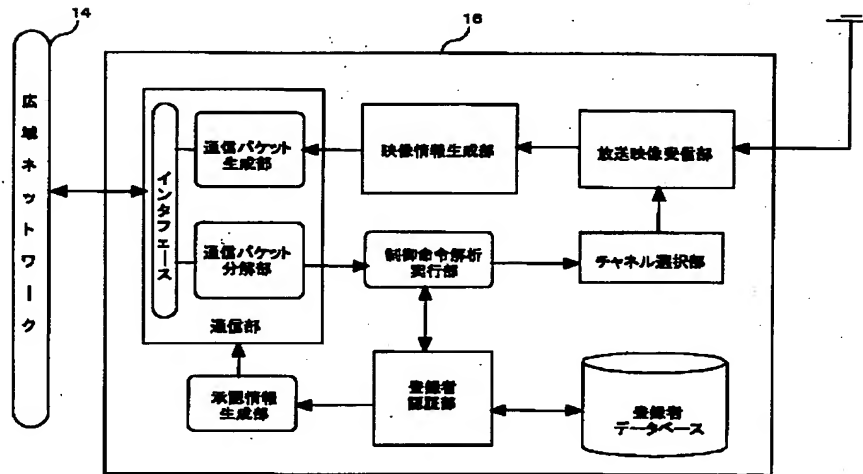 14
16
広域ネットワーク
インタフェース
通信パケット
生成部
映像情報生成部
放送映像受信部
通信パケット
分解部
制御命令解析
実行部
チャネル選択部
通信部
承認情報
生成部
登録者
認証部
登録者
データベース